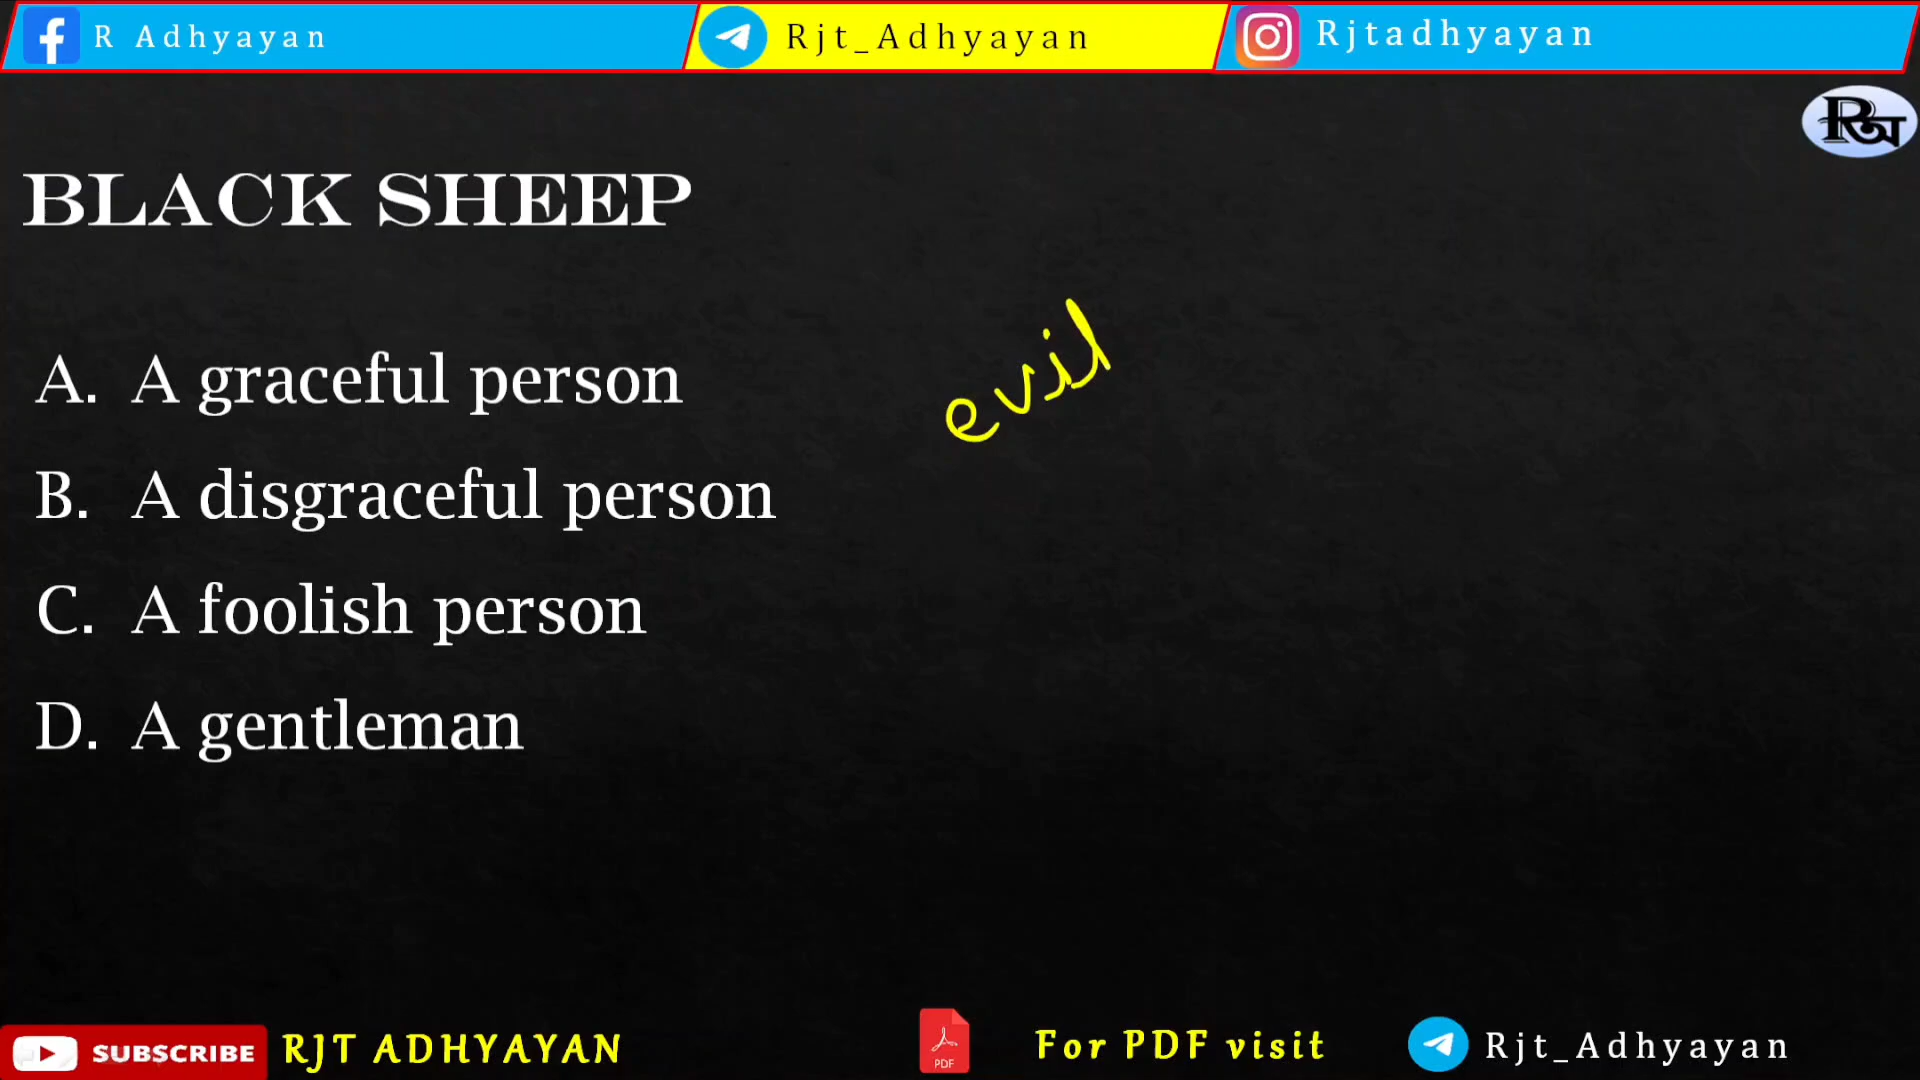 R Adhyayan
Rjt_Adhyayan
Rjtadhyayan
BLACK SHEEP
evil
A. A graceful person
B. A disgraceful person
C. A foolish person
D. A gentleman
SUBSCRIBE
RJT ADHYAYAN
PDF
For PDF visit
Rjt_Adhyayan